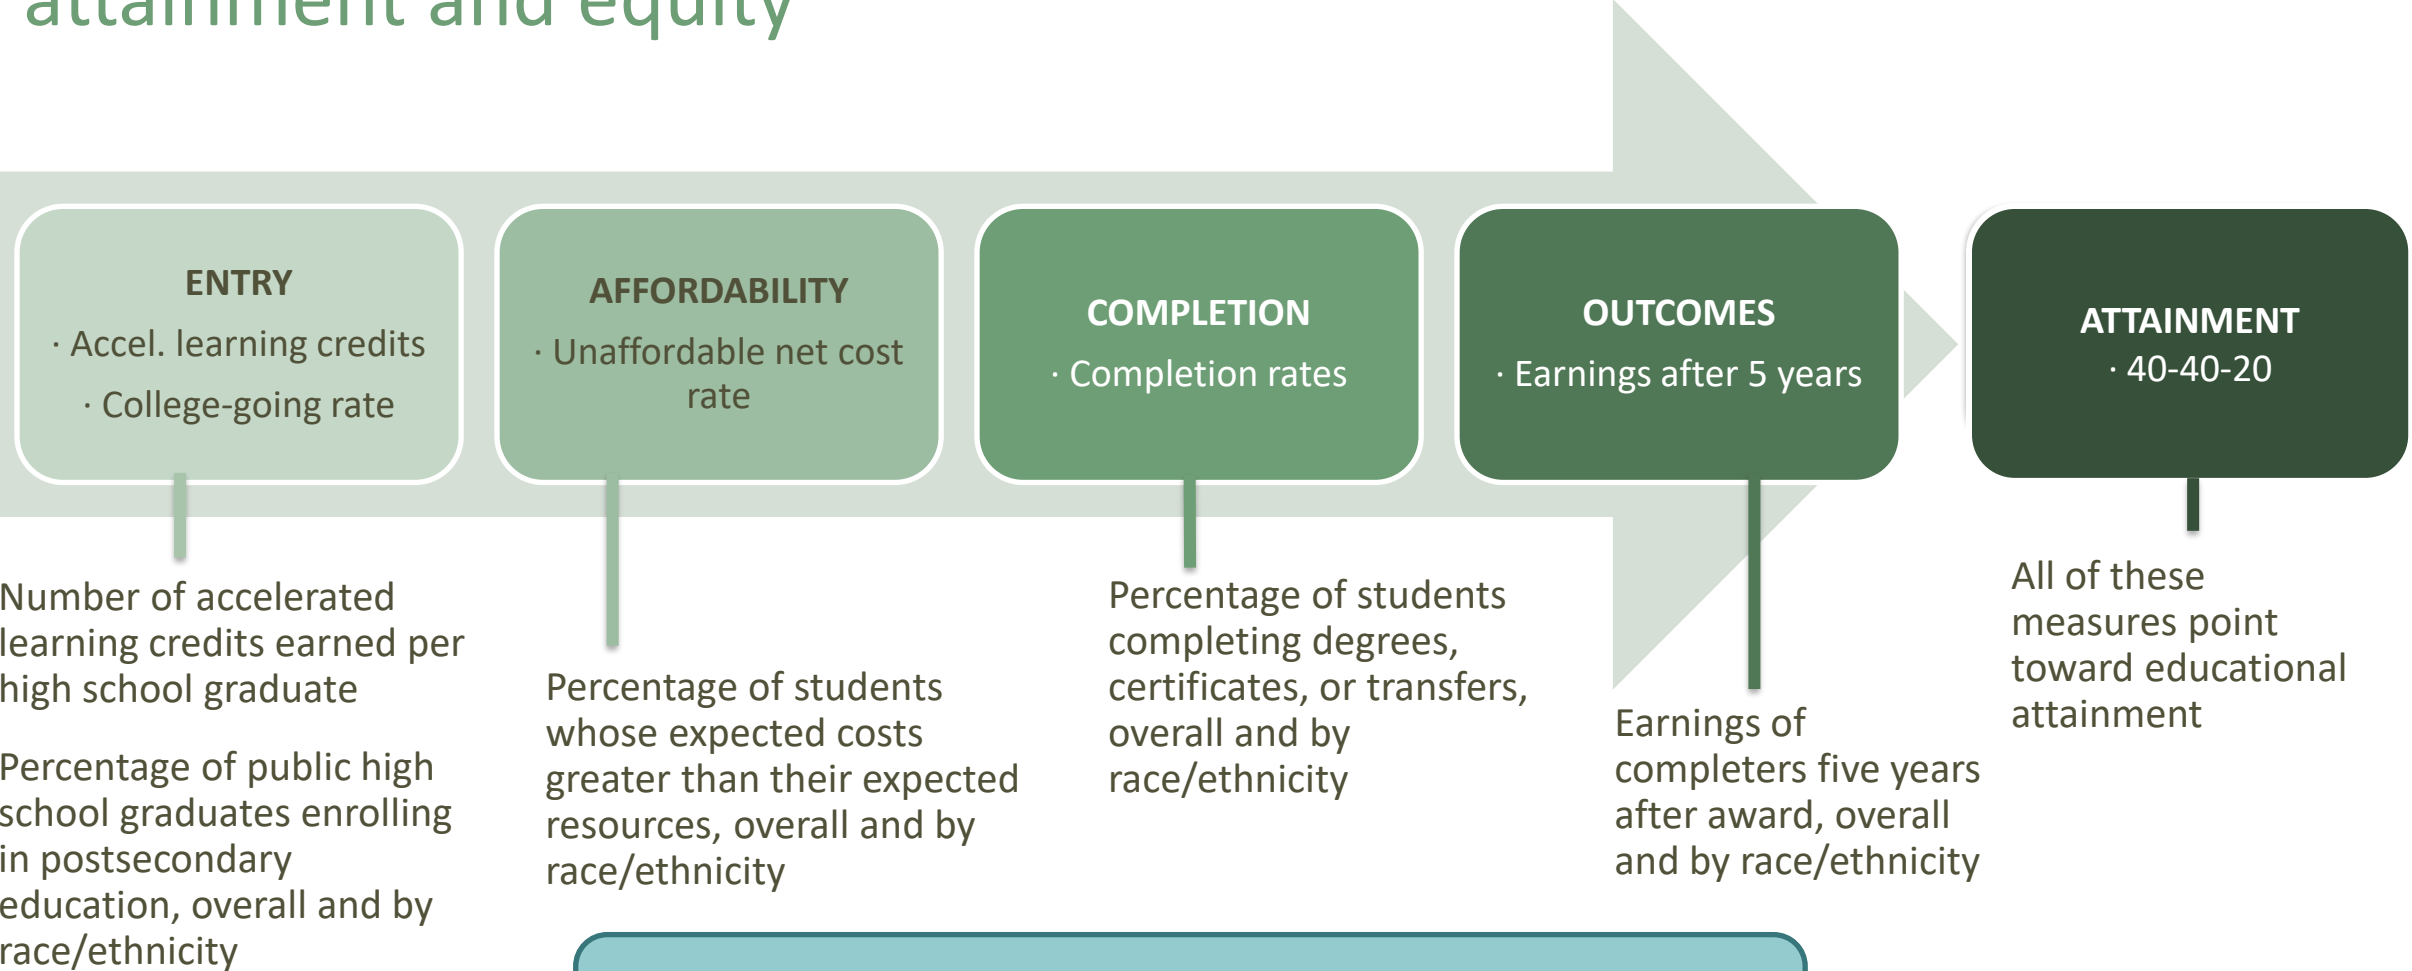 attainment and equity
ENTRY
· Accel. learning credits
· College-going rate
AFFORDABILITY
· Unaffordable net cost
rate
COMPLETION
· Completion rates
OUTCOMES
· Earnings after 5 years
ATTAINMENT
· 40-40-20
Number of accelerated
learning credits earned per
high school graduate
Percentage of public high
school graduates enrolling
in postsecondary
education, overall and by
race/ethnicity
Percentage of students
whose expected costs
greater than their expected
resources, overall and by
race/ethnicity
Percentage of students
completing degrees,
certificates, or transfers,
overall and by
race/ethnicity
Earnings of
completers five years
after award, overall
and by race/ethnicity
All of these
measures point
toward educational
attainment